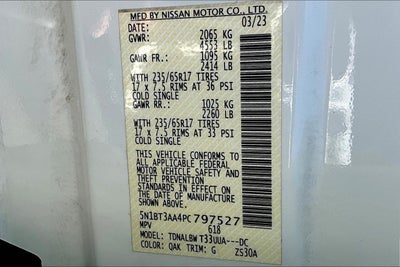 MFD BY NISSAN MOTOR CO., LTD.
DATE: 03/23
GVWR: 2065 KG
4553 LB
GAWR FR.: 1095 KG
2414 LB
WITH 235/65R17 TIRES
17 x 7.5 RIMS AT 36 PSI
COLD SINGLE
GAWR RR.: 1025 KG
2260 LB
WITH 235/65R17 TIRES
17 x 7.5 RIMS AT 33 PSI
COLD SINGLE
THIS VEHICLE CONFORMS TO
ALL APPLICABLE FEDERAL
MOTOR VEHICLE SAFETY AND
THEFT PREVENTION
STANDARDS IN EFFECT ON
THE DATE OF MANUFACTURE
SHOWN ABOVE.
5N1BT3AA4PC797527
MPV 618
MODEL: TDNALBW T33UUA---DC
COLOR: QAK TRIM: G ZS30A